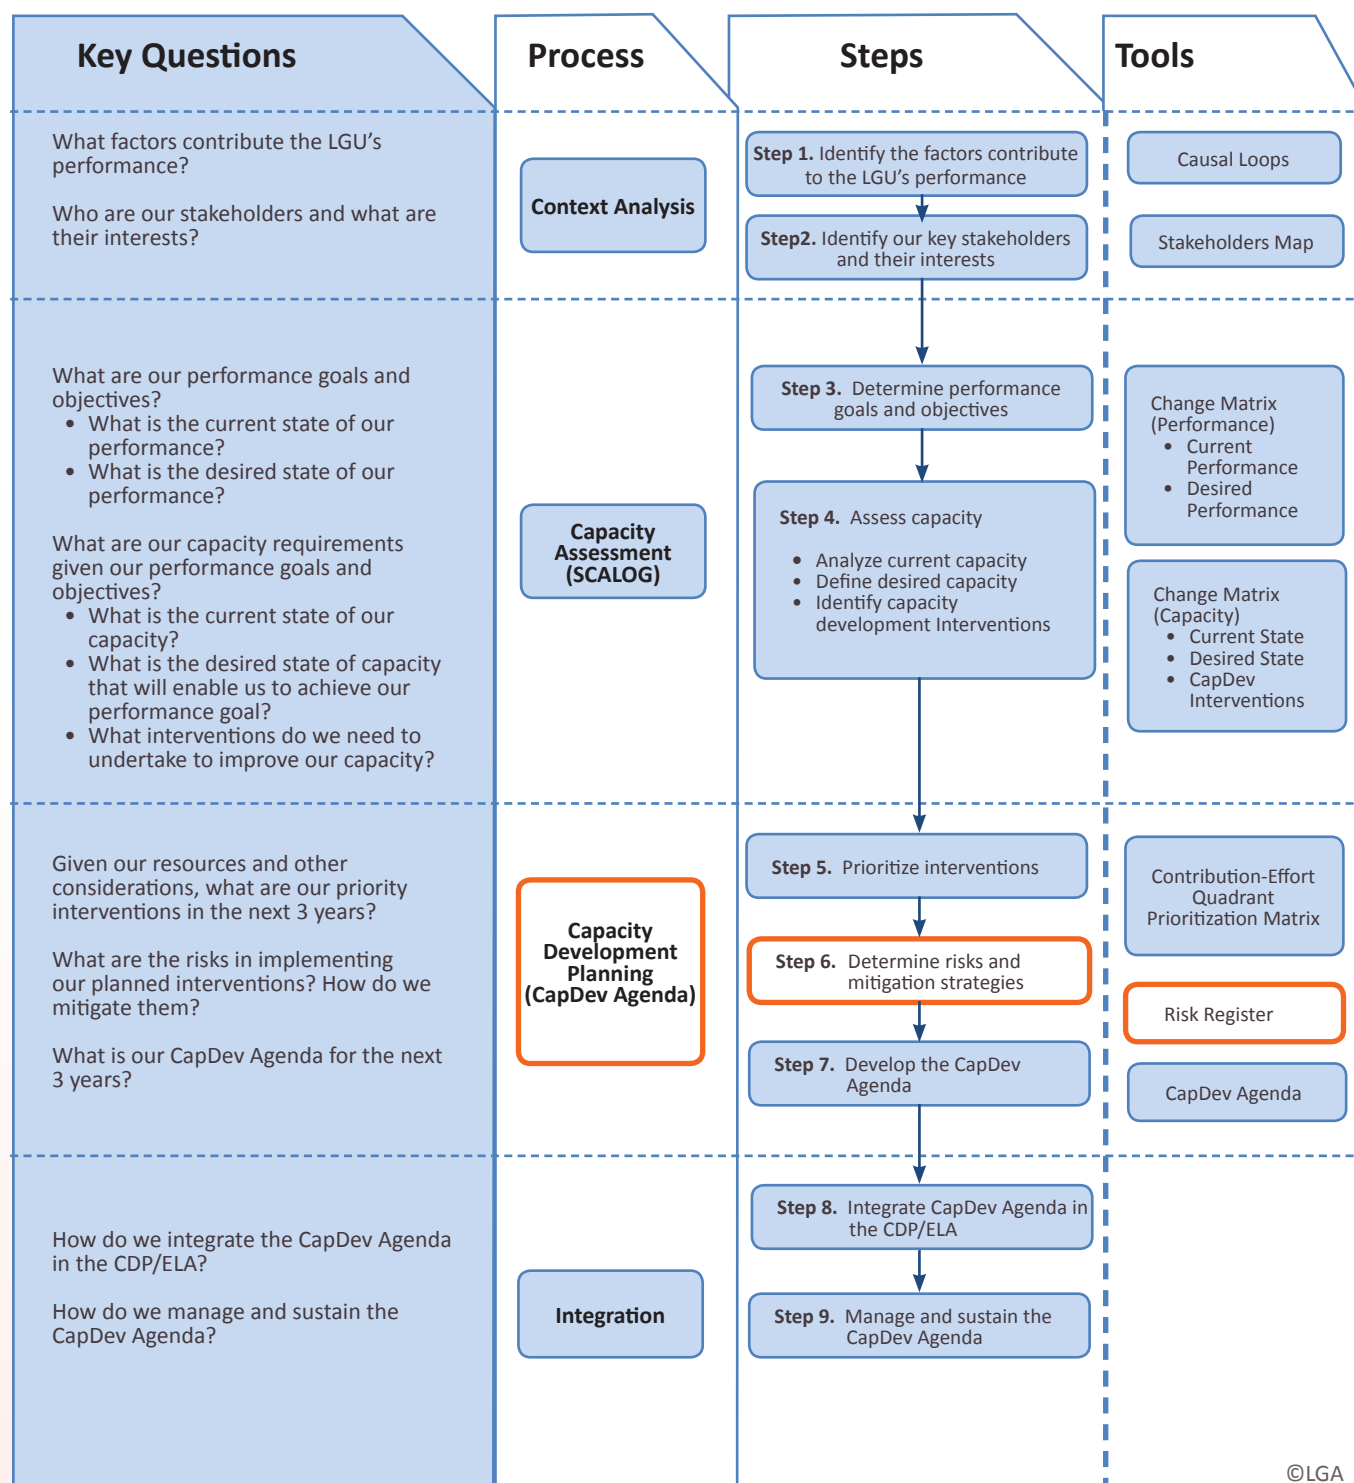 Key Questions
Process
Steps
Tools
What factors contribute the LGU's
performance?
Who are our stakeholders and what are
their interests?
Context Analysis
Step 1. Identify the factors contribute
to the LGU's performance
Step2. Identify our key stakeholders
and their interests
Causal Loops
Stakeholders Map
What are our performance goals and
objectives?
• What is the current state of our
performance?
• What is the desired state of our
performance?
What are our capacity requirements
given our performance goals and
objectives?
• What is the current state of our
capacity?
• What is the desired state of capacity
that will enable us to achieve our
performance goal?
• What interventions do we need to
undertake to improve our capacity?
Capacity
Assessment
(SCALOG)
Step 3. Determine performance
goals and objectives
Step 4. Assess capacity
• Analyze current capacity
• Define desired capacity
• Identify capacity
development Interventions
Change Matrix
(Performance)
• Current
Performance
• Desired
Performance
Change Matrix
(Capacity)
• Current State
• Desired State
• CapDev
Interventions
Given our resources and other
considerations, what are our priority
interventions in the next 3 years?
What are the risks in implementing
our planned interventions? How do we
mitigate them?
What is our CapDev Agenda for the next
3 years?
Capacity
Development
Planning
(CapDev Agenda)
Step 5. Prioritize interventions
Step 6. Determine risks and
mitigation strategies
Step 7. Develop the CapDev
Agenda
Contribution-Effort
Quadrant
Prioritization Matrix
Risk Register
CapDev Agenda
How do we integrate the CapDev Agenda
in the CDP/ELA?
How do we manage and sustain the
CapDev Agenda?
Integration
Step 8. Integrate CapDev Agenda in
the CDP/ELA
Step 9. Manage and sustain the
CapDev Agenda
©LGA